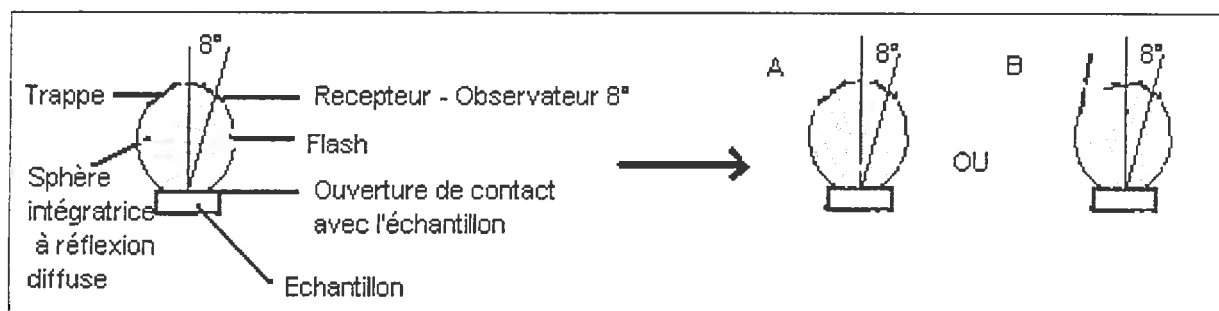 8°
Trappe
Recepteur - Observateur 8°
Flash
Sphère
intégratrice
à réflexion
diffuse
Ouverture de contact
avec l'échantillon
Echantillon
A
8°
OU
B
8°